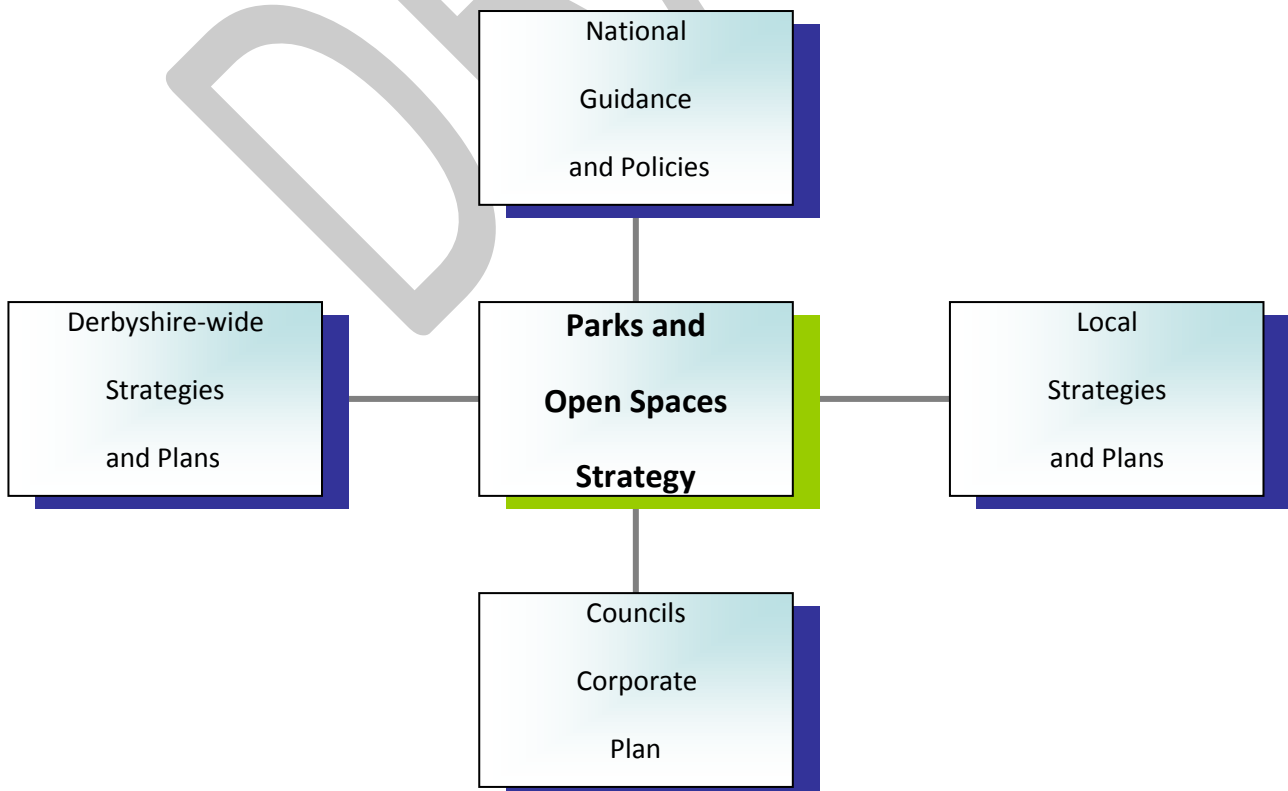 National
Guidance
and Policies
Derbyshire-wide
Strategies
and Plans
Parks and
Open Spaces
Strategy
Local
Strategies
and Plans
Councils
Corporate
Plan